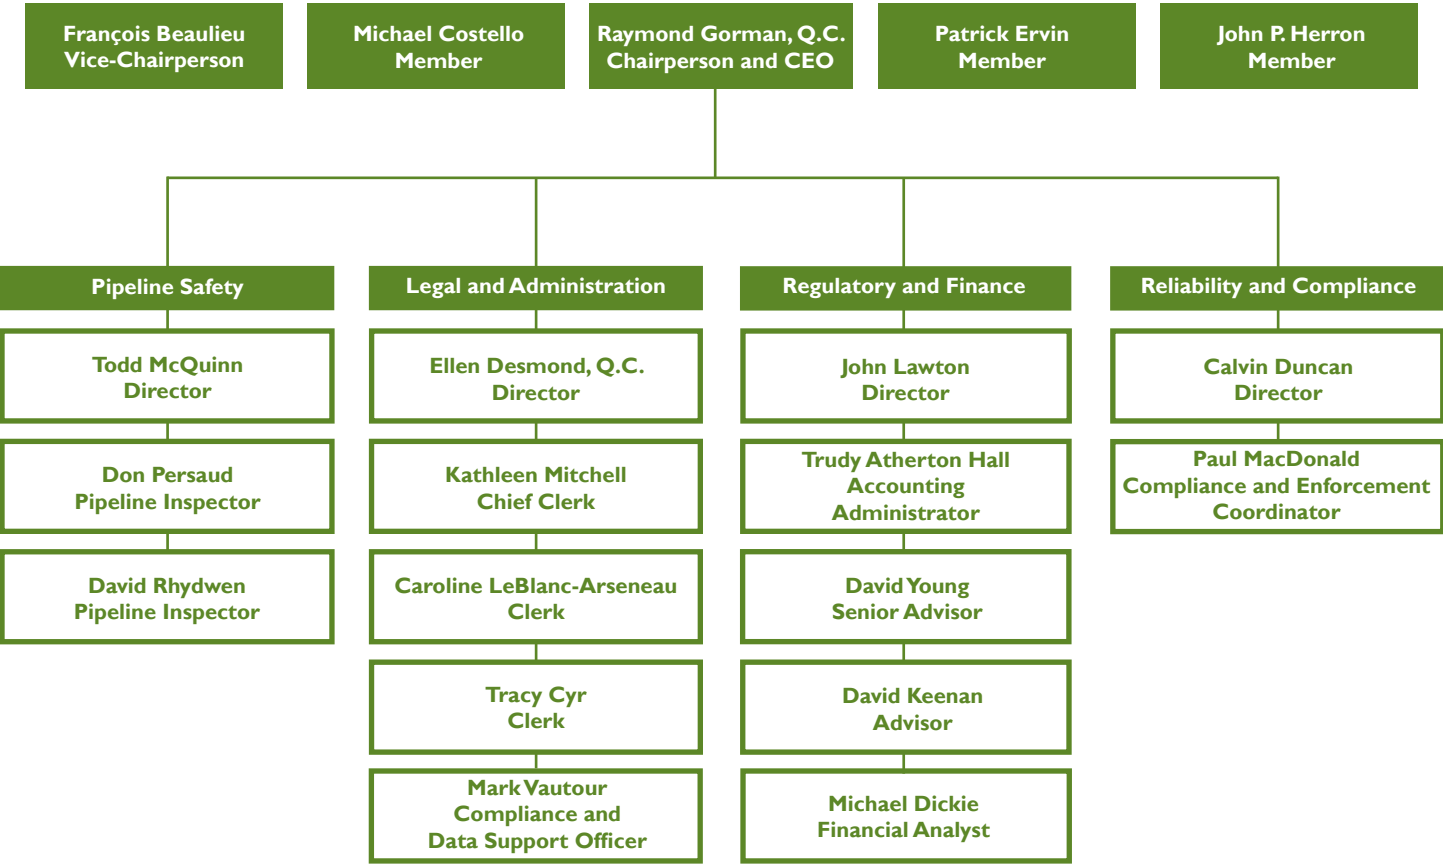 François Beaulieu
Vice-Chairperson
Michael Costello
Member
Raymond Gorman, Q.C.
Chairperson and CEO
Patrick Ervin
Member
John P. Herron
Member
Pipeline Safety
Todd McQuinn
Director
Don Persaud
Pipeline Inspector
David Rhydwen
Pipeline Inspector
Legal and Administration
Ellen Desmond, Q.C.
Director
Kathleen Mitchell
Chief Clerk
Caroline LeBlanc-Arseneau
Clerk
Tracy Cyr
Clerk
Mark Vautour
Compliance and
Data Support Officer
Regulatory and Finance
John Lawton
Director
Trudy Atherton Hall
Accounting
Administrator
David Young
Senior Advisor
David Keenan
Advisor
Michael Dickie
Financial Analyst
Reliability and Compliance
Calvin Duncan
Director
Paul MacDonald
Compliance and Enforcement
Coordinator